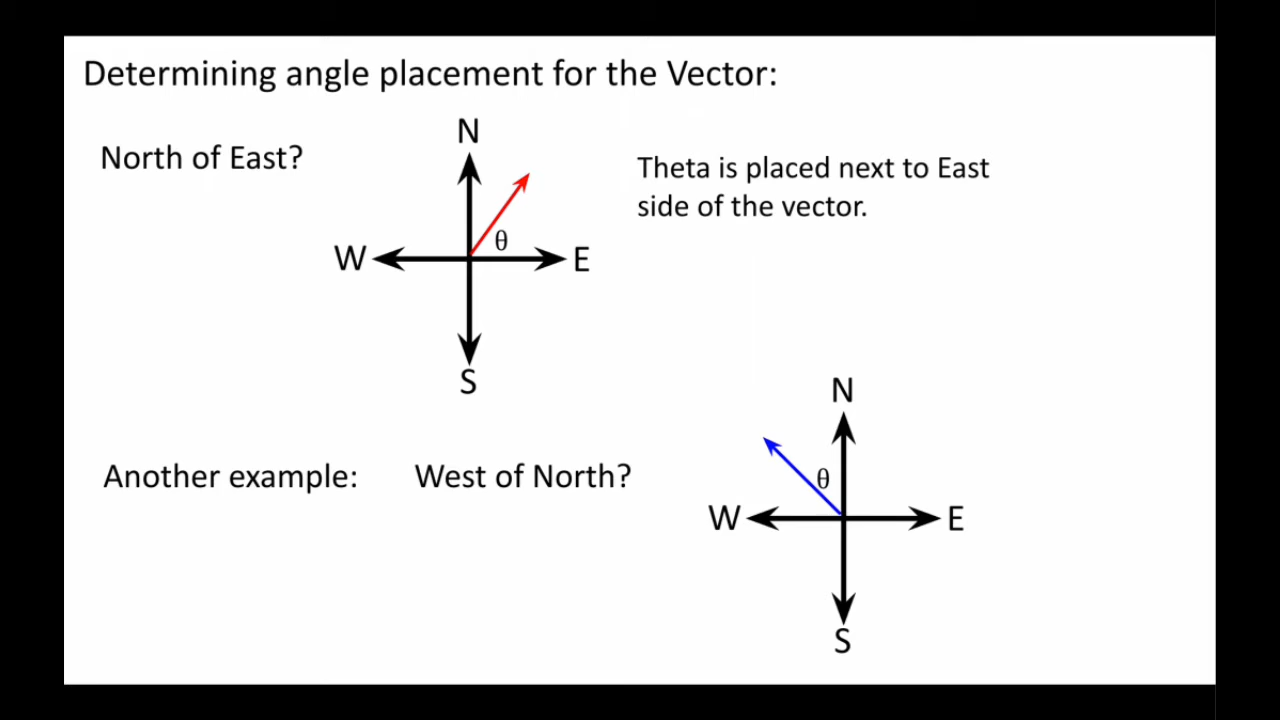 Determining angle placement for the Vector:
N
North of East?
Theta is placed next to East
side of the vector.
θ
W
E
S
N
Another example:
West of North?
θ
W
E
S